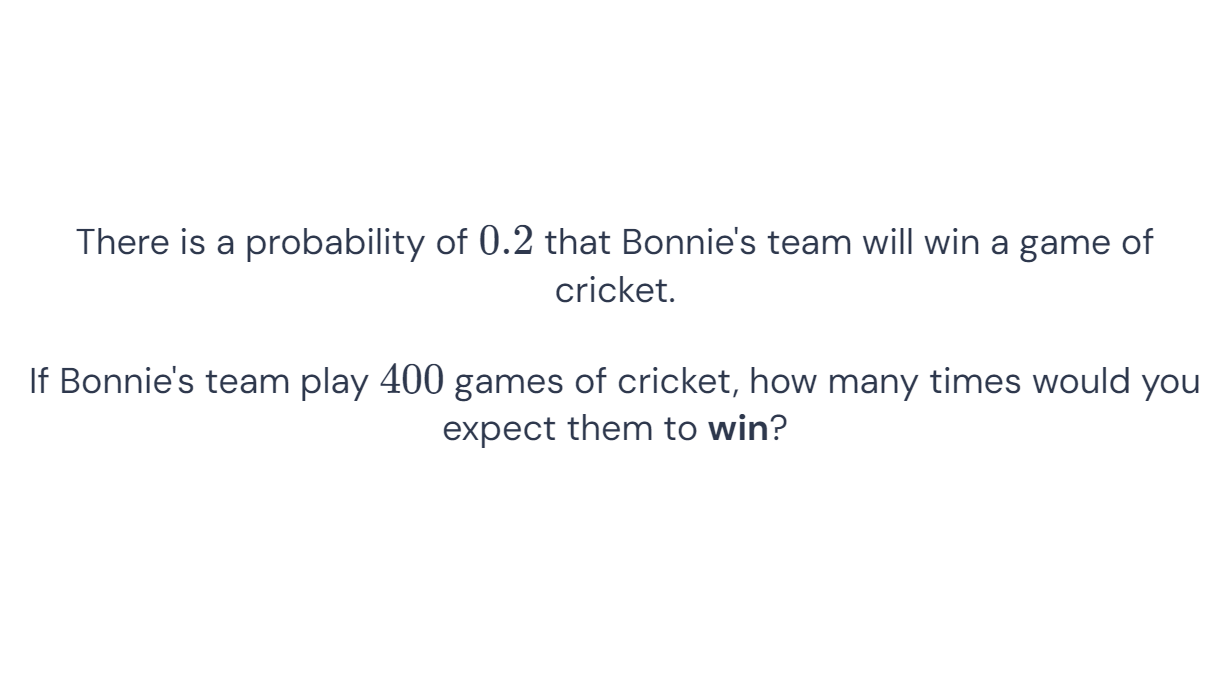 There is a probability of 0.2 that Bonnie's team will win a game of
cricket.
If Bonnie's team play 400 games of cricket, how many times would you
expect them to win?